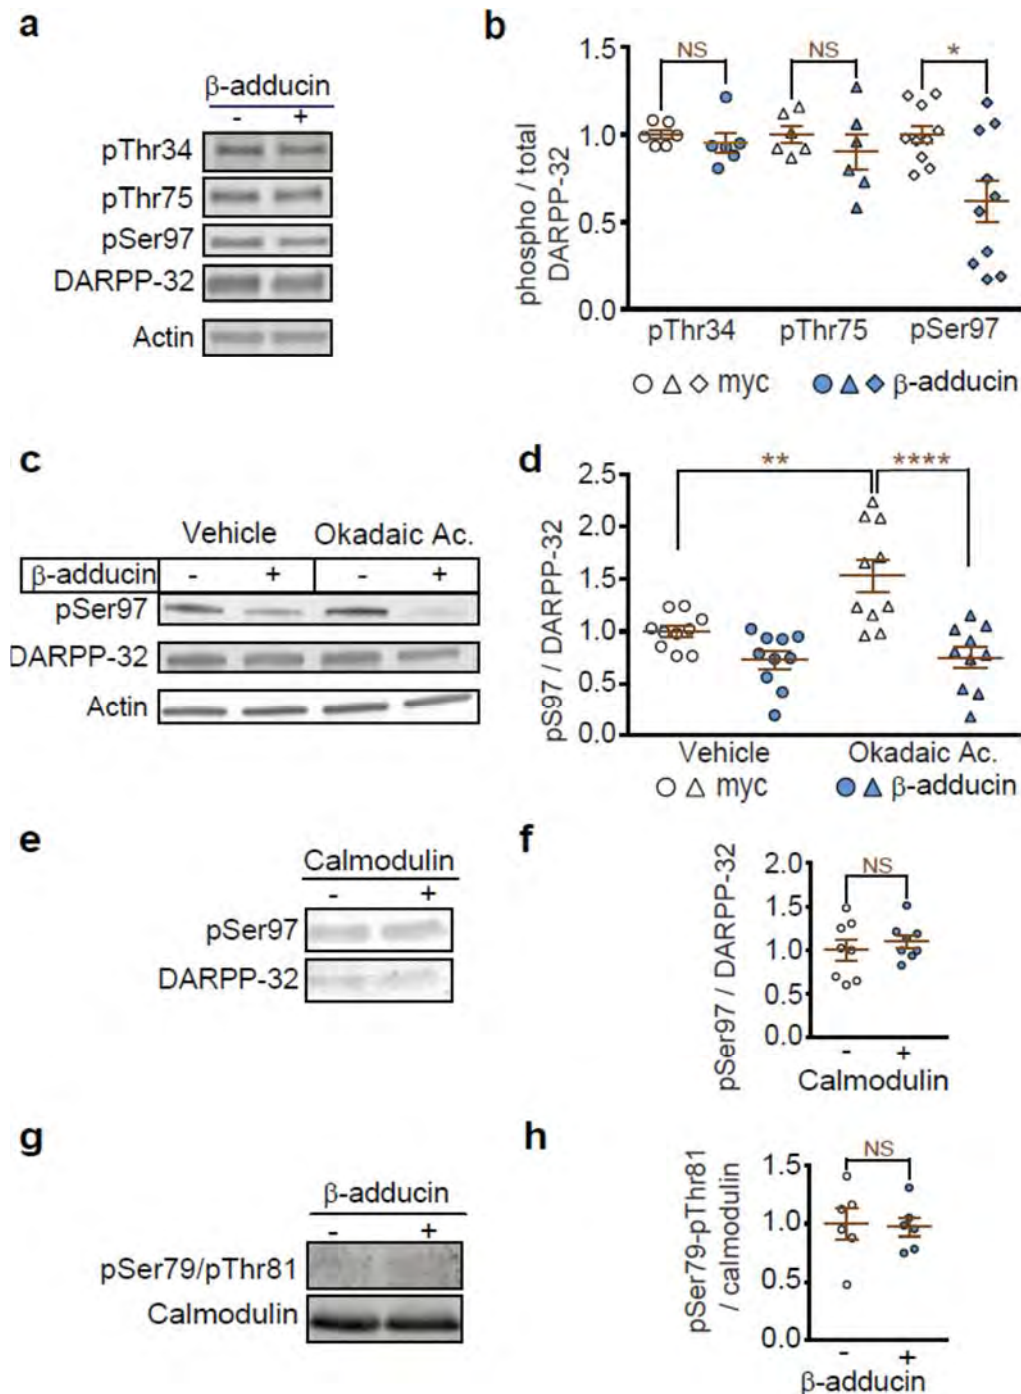 a
β-adducin
- +
pThr34
pThr75
pSer97
DARPP-32
Actin
b
phospho / total
DARPP-32
1.5
1.0
0.5
0.0
NS NS *
pThr34 pThr75 pSer97
myc β-adducin
c
Vehicle Okadaic Ac.
β-adducin - + - +
pSer97
DARPP-32
Actin
d
pS97 / DARPP-32
2.5
2.0
1.5
1.0
0.5
0.0
** ****
Vehicle Okadaic Ac.
myc β-adducin
e
Calmodulin
- +
pSer97
DARPP-32
f
pSer97 / DARPP-32
2.0
1.5
1.0
0.5
0.0
NS
- +
Calmodulin
g
β-adducin
- +
pSer79/pThr81
Calmodulin
h
pSer79-pThr81
/ calmodulin
1.5
1.0
0.5
0.0
NS
- +
β-adducin